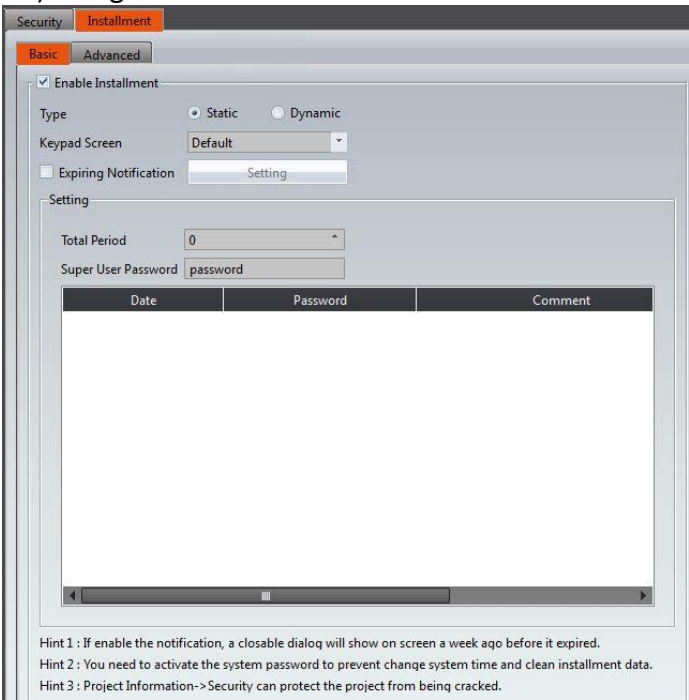 Security Installment
Basic Advanced
Enable Installment
Type Static Dynamic
Keypad Screen Default
Expiring Notification Setting
Setting
Total Period 0
Super User Password password
Date Password Comment
Hint 1 : If enable the notification, a closable dialog will show on screen a week ago before it expired.
Hint 2 : You need to activate the system password to prevent change system time and clean installment data.
Hint 3 : Project Information->Security can protect the project from being cracked.